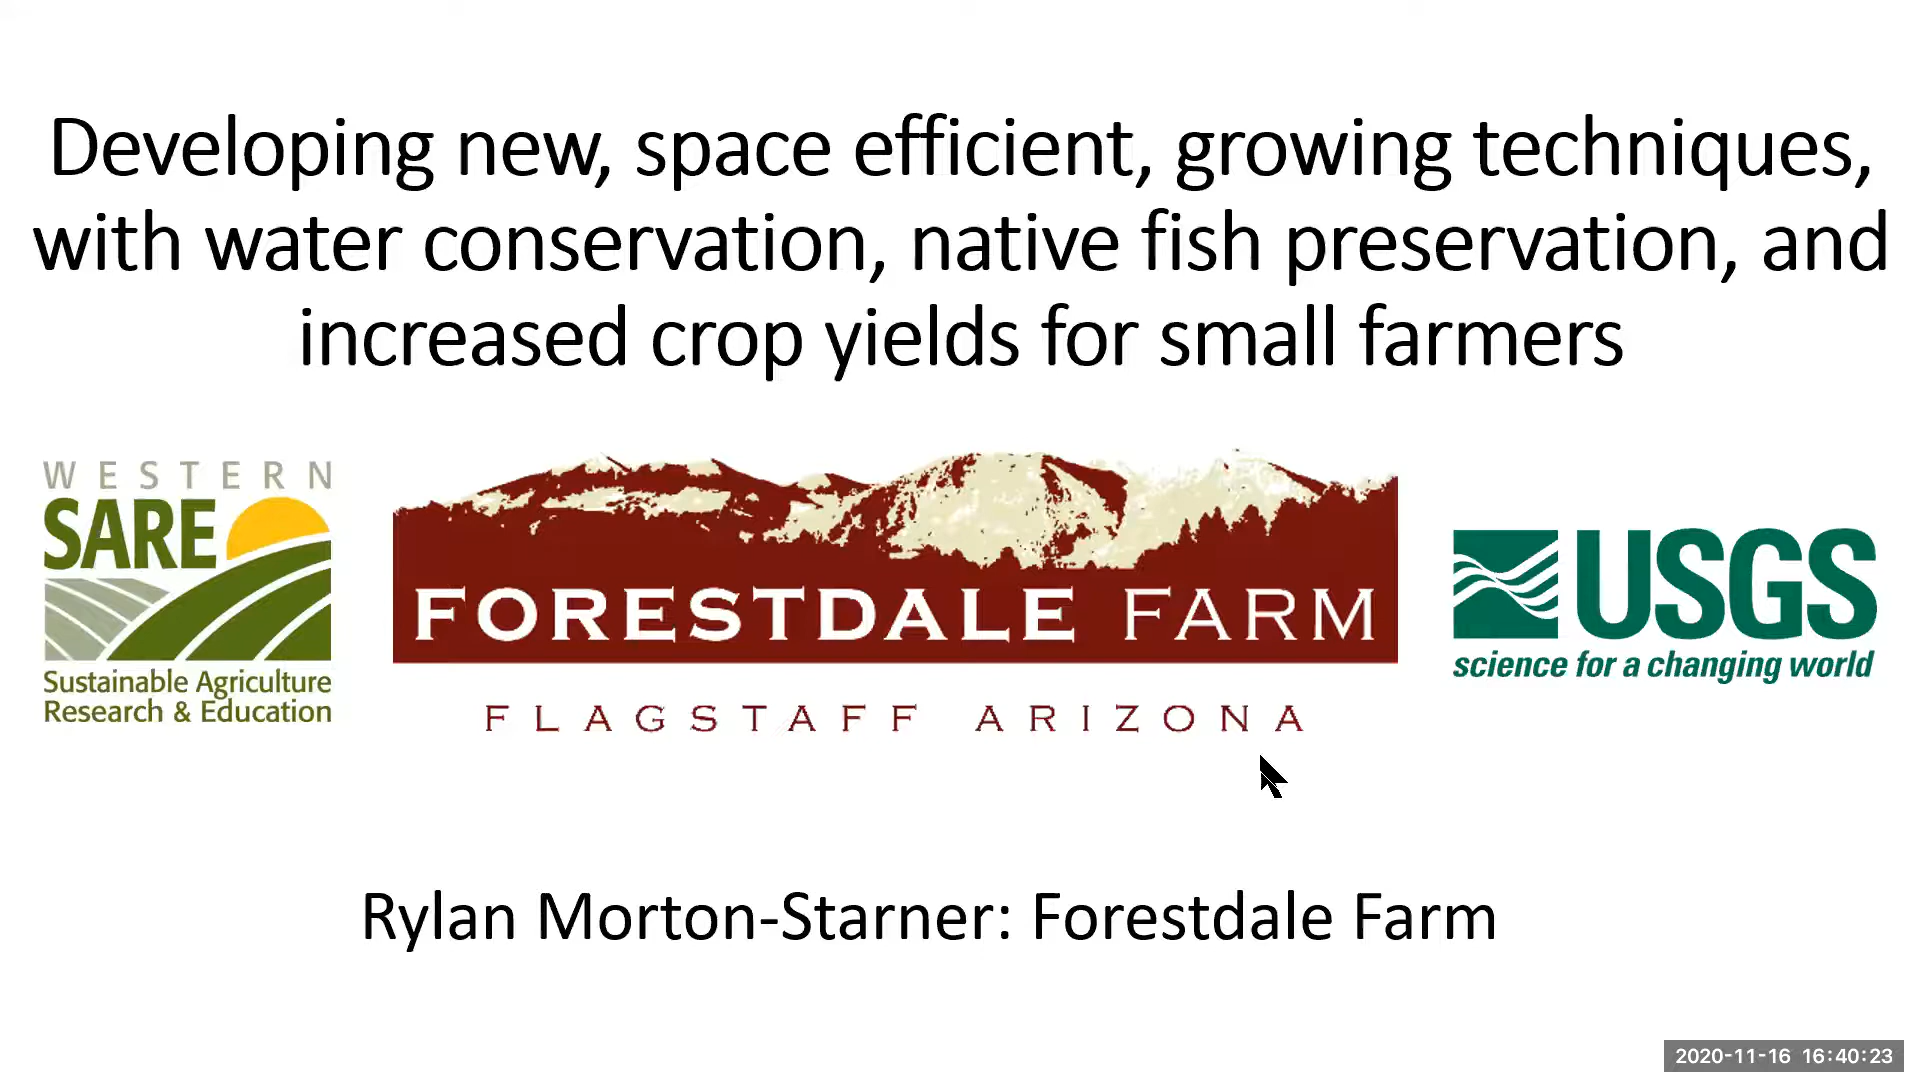 Developing new, space efficient, growing techniques,
with water conservation, native fish preservation, and
increased crop yields for small farmers
WESTERN
SARE
Sustainable Agriculture
Research & Education
FORESTDALE FARM
FLAGSTAFF ARIZONA
USGS
science for a changing world
Rylan Morton-Starner: Forestdale Farm
2020-11-16 16:40:23